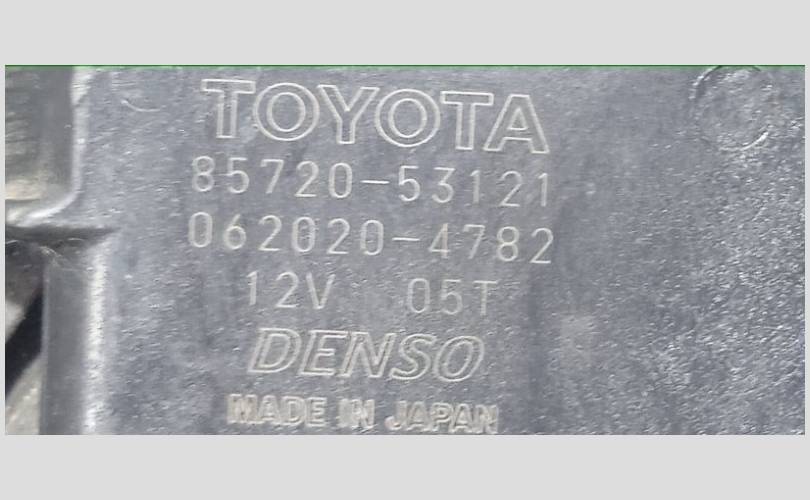 TOYOTA
85720-53121
062020-4782
12V 05T
DENSO
MADE IN JAPAN